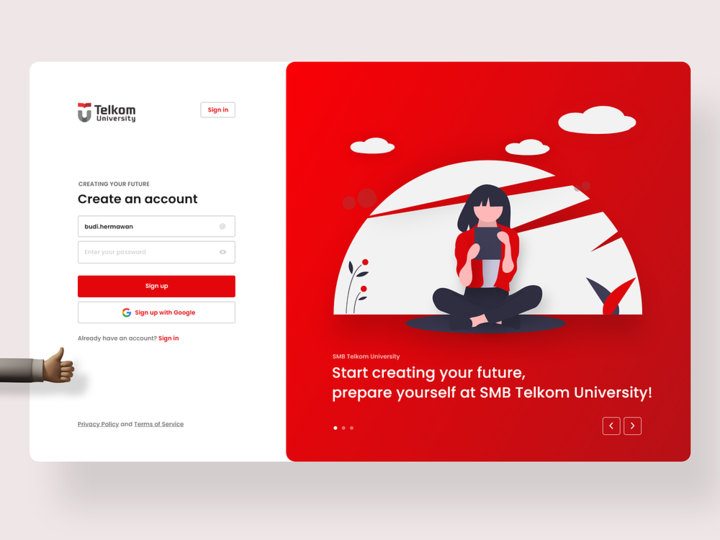 Telkom
University
Sign in
CREATING YOUR FUTURE
Create an account
budi.hermawan
Enter your password
Sign up
Sign up with Google
Already have an account? Sign in
Privacy Policy and Terms of Service
SMB Telkom University
Start creating your future,
prepare yourself at SMB Telkom University!